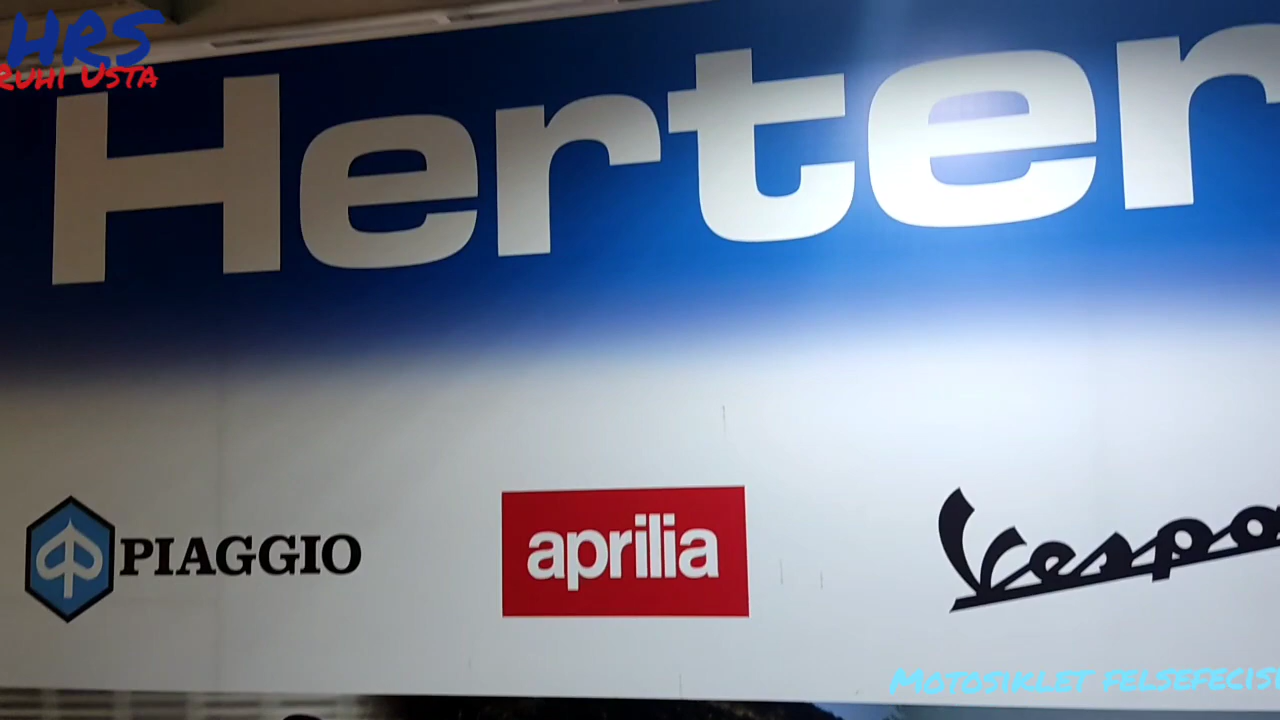 HRS
RUHI USTA
Herter
PIAGGIO
aprilia
Vespa
MOTOSIKLET FELSEFECISI